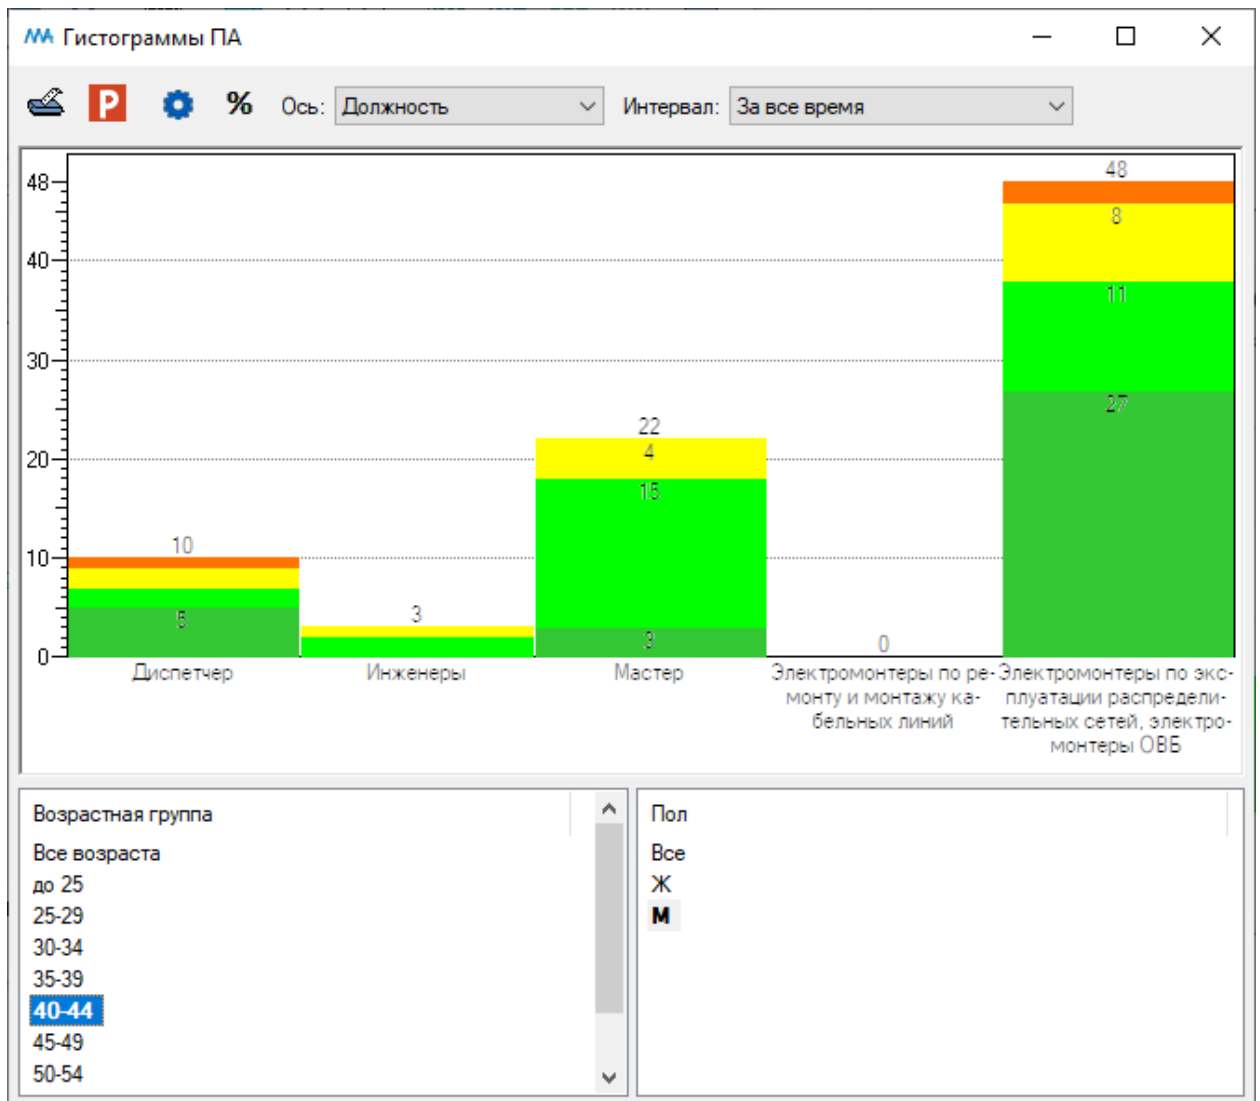 Гистограммы ПА
P % Ось: Должность Интервал: За все время
48
48
8
40
11
30
27
22
20
4
15
10
10
5
3
3
0
0
Диспетчер Инженеры Мастер
Электромонтеры по ре-
монту и монтажу ка-
бельных линий
Электромонтеры по экс-
плуатации распредели-
тельных сетей, электро-
монтеры ОВБ
Возрастная группа
Все возраста
до 25
25-29
30-34
35-39
40-44
45-49
50-54
Пол
Все
Ж
М